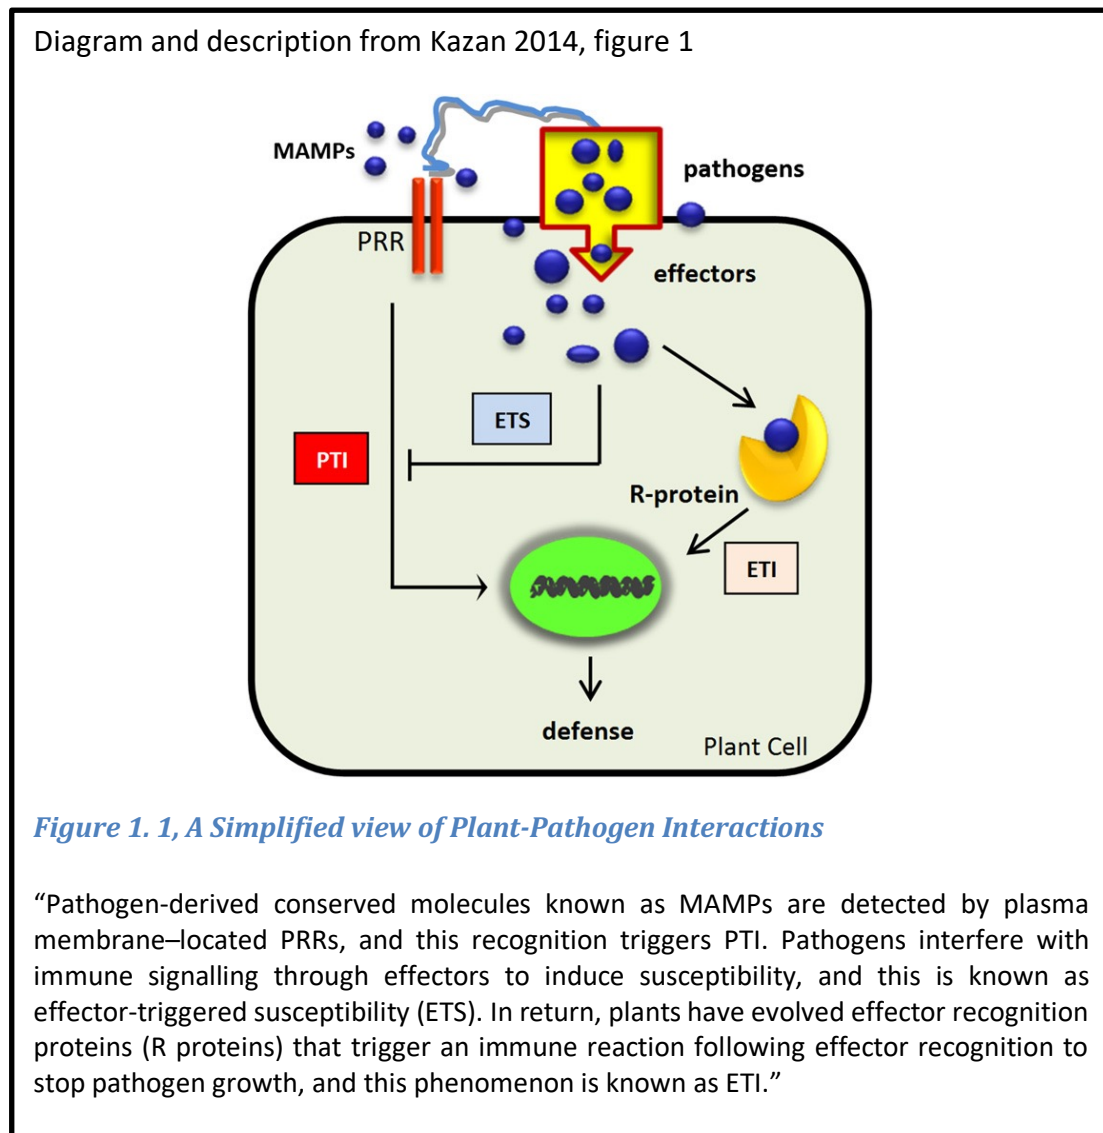 Diagram and description from Kazan 2014, figure 1
MAMPs
pathogens
PRR
effectors
ETS
PTI
R-protein
ETI
defense
Plant Cell
Figure 1. 1, A Simplified view of Plant-Pathogen Interactions
“Pathogen-derived conserved molecules known as MAMPs are detected by plasma
membrane–located PRRs, and this recognition triggers PTI. Pathogens interfere with
immune signalling through effectors to induce susceptibility, and this is known as
effector-triggered susceptibility (ETS). In return, plants have evolved effector recognition
proteins (R proteins) that trigger an immune reaction following effector recognition to
stop pathogen growth, and this phenomenon is known as ETI.”